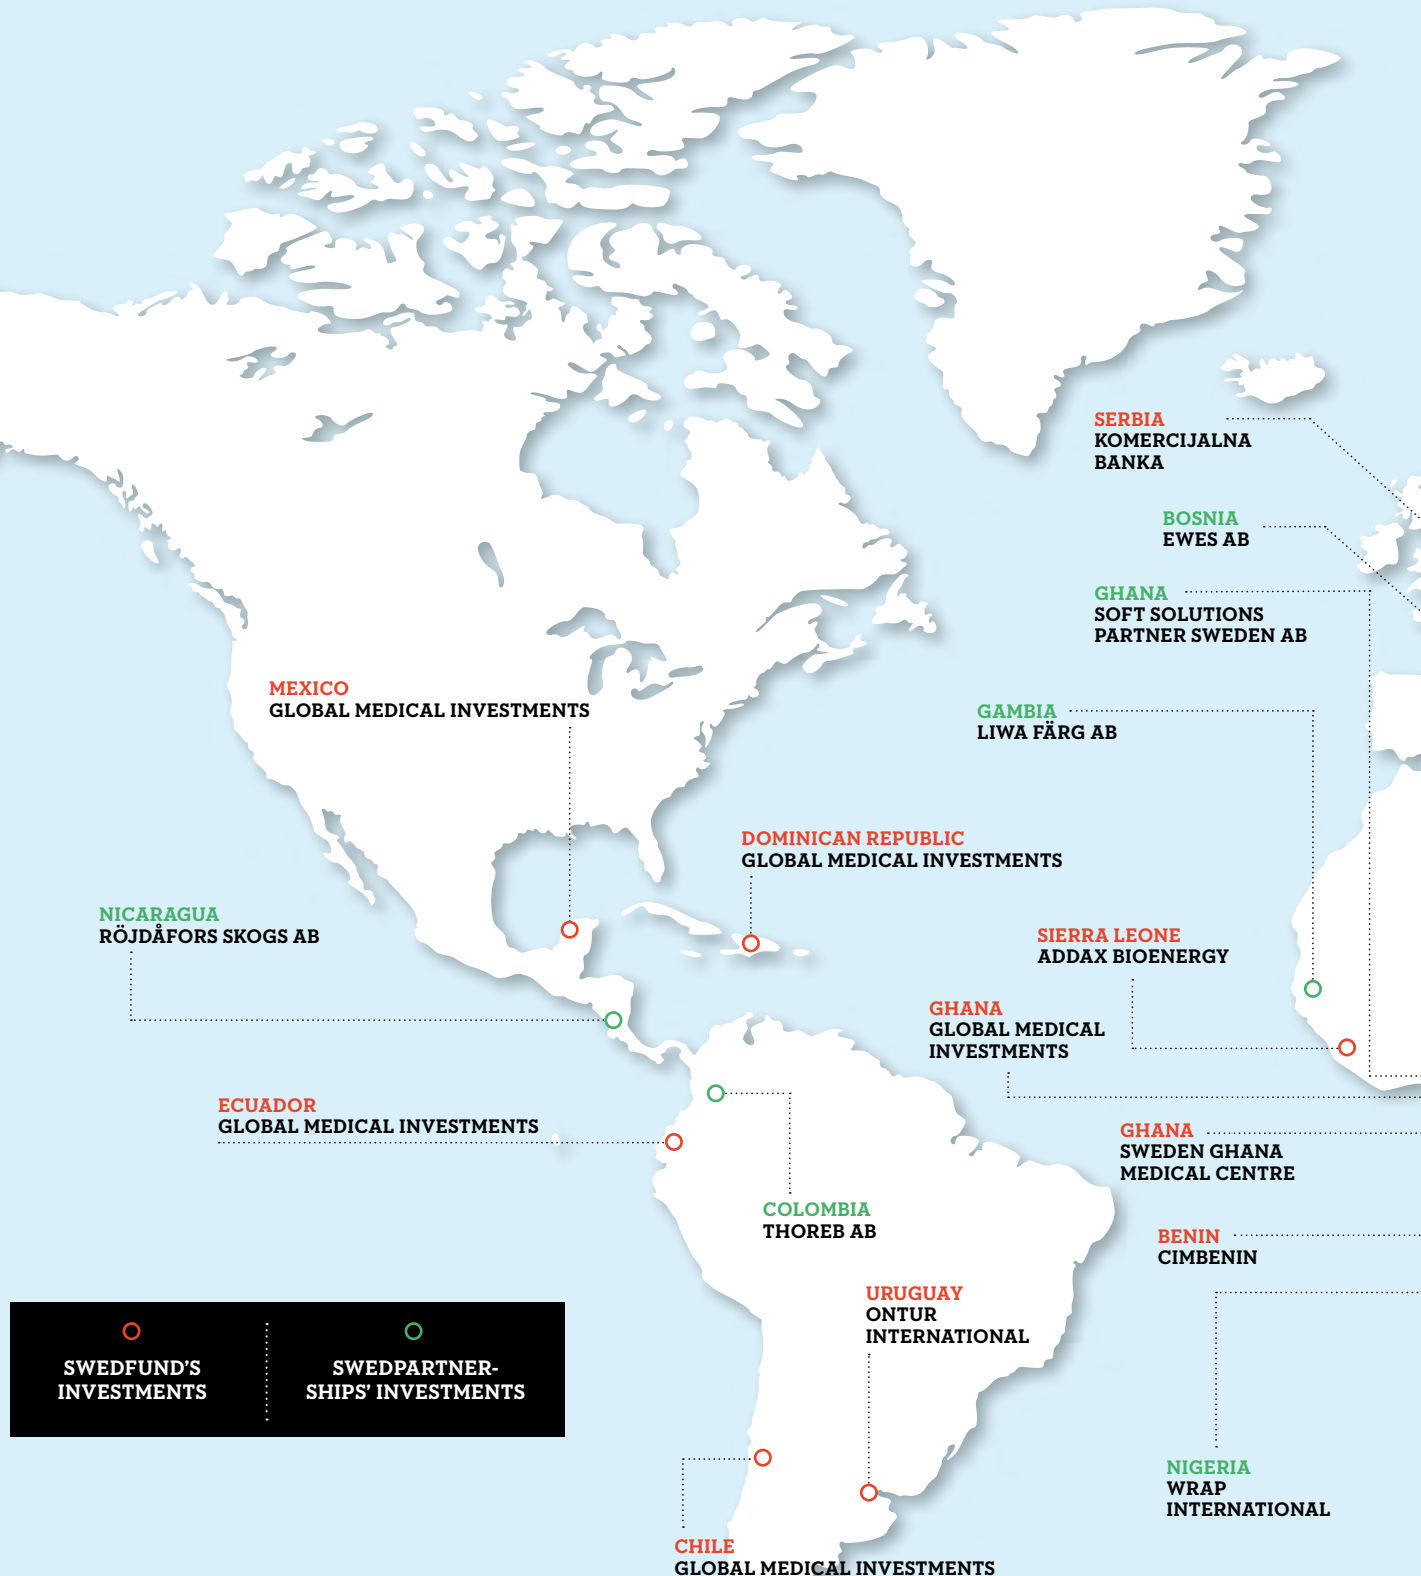 SERBIA
KOMERCIJALNA
BANKA
BOSNIA
EWES AB
GHANA
SOFT SOLUTIONS
PARTNER SWEDEN AB
MEXICO
GLOBAL MEDICAL INVESTMENTS
GAMBIA
LIWA FÄRG AB
DOMINICAN REPUBLIC
GLOBAL MEDICAL INVESTMENTS
NICARAGUA
RÖJDÅFORS SKOGS AB
SIERRA LEONE
ADDAX BIOENERGY
GHANA
GLOBAL MEDICAL
INVESTMENTS
ECUADOR
GLOBAL MEDICAL INVESTMENTS
GHANA
SWEDEN GHANA
MEDICAL CENTRE
COLOMBIA
THOREB AB
BENIN
CIMBENIN
URUGUAY
ONTUR
INTERNATIONAL
SWEDFUND'S
INVESTMENTS
SWEDPARTNER-
SHIPS' INVESTMENTS
NIGERIA
WRAP
INTERNATIONAL
CHILE
GLOBAL MEDICAL INVESTMENTS